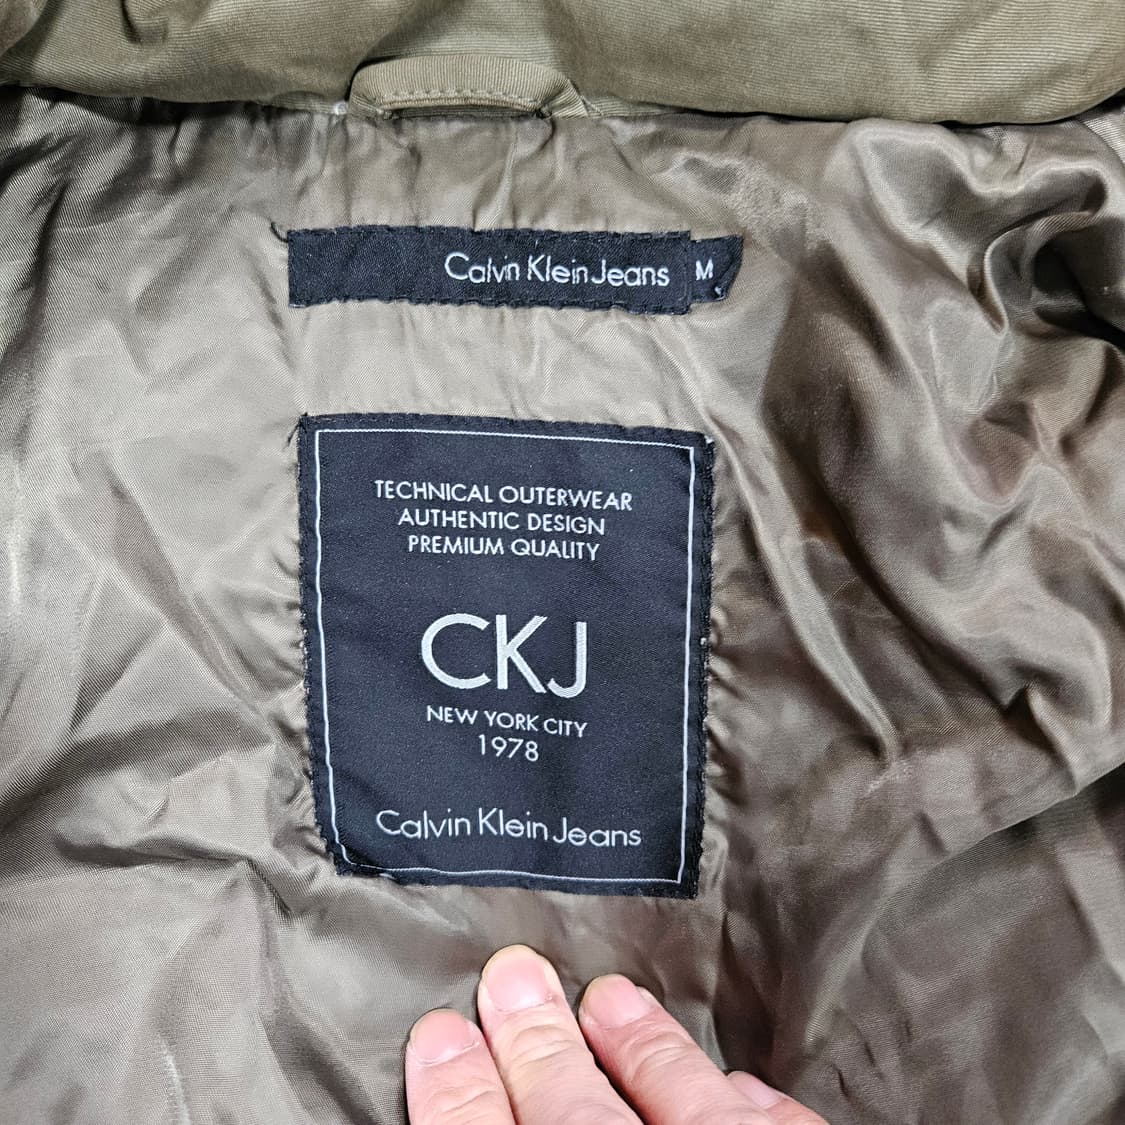 Calvin Klein Jeans M
TECHNICAL OUTERWEAR
AUTHENTIC DESIGN
PREMIUM QUALITY
CKJ
NEW YORK CITY
1978
Calvin Klein Jeans